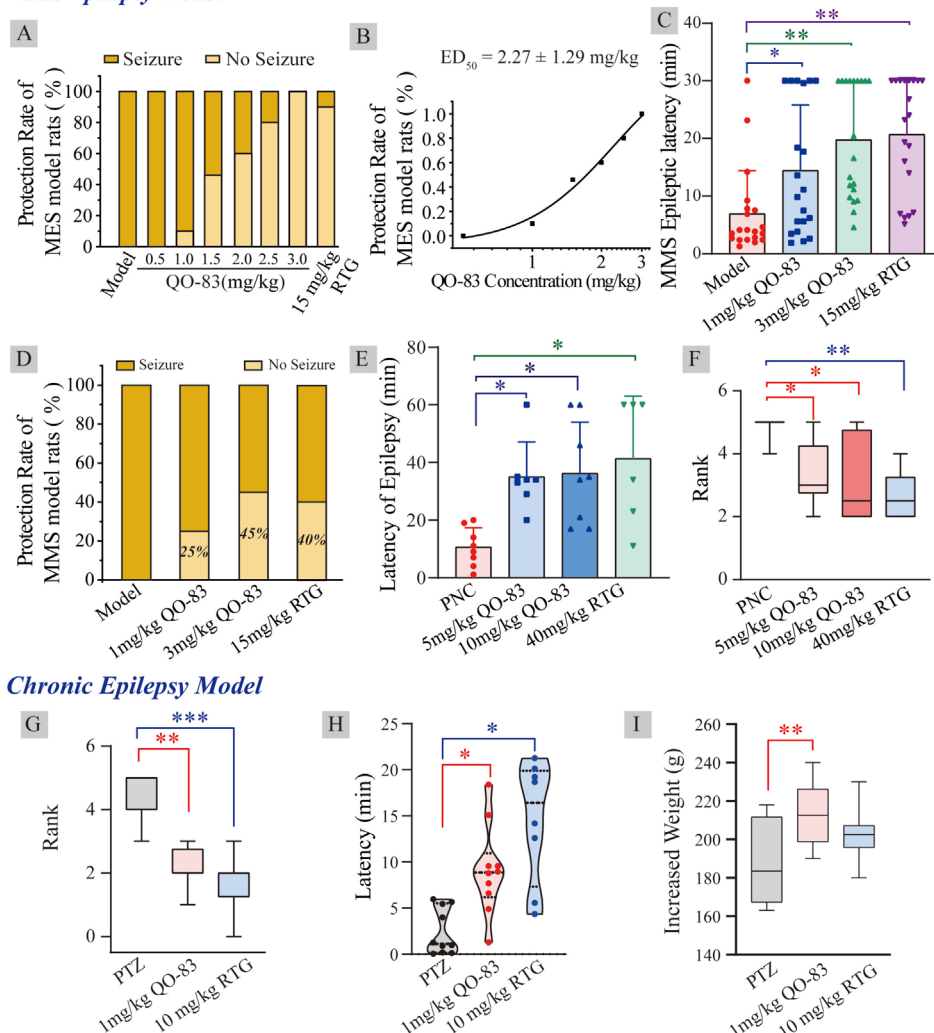 A
Seizure No Seizure
Protection Rate of
MES model rats( %)
100
80
60
40
20
0
Model
0.5 1.0 1.5 2.0 2.5 3.0
QO-83(mg/kg)
15 mg/kg
RTG
B
ED50 = 2.27 ± 1.29 mg/kg
Protection Rate of
MES model rats ( %)
1.0
0.8
0.6
0.4
0.2
0.0
1 2 3
QO-83 Concentration (mg/kg)
C
**
**
*
MMS Epileptic latency (min)
40
30
20
10
0
Model
1mg/kg QO-83
3mg/kg QO-83
15mg/kg RTG
D
Seizure No Seizure
Protection Rate of
MMS model rats ( %)
100
80
60
40
20
0
25%
45%
40%
Model
1mg/kg QO-83
3mg/kg QO-83
15mg/kg RTG
E
*
*
*
Latency of Epilepsy (min)
80
60
40
20
0
PNC
5mg/kg QO-83
10mg/kg QO-83
40mg/kg RTG
F
**
*
*
Rank
6
4
2
PNC
5mg/kg QO-83
10mg/kg QO-83
40mg/kg RTG
Chronic Epilepsy Model
G
***
**
Rank
6
4
2
0
PTZ
1mg/kg QO-83
10 mg/kg RTG
H
*
*
Latency (min)
25
20
15
10
5
0
PTZ
1mg/kg QO-83
10 mg/kg RTG
I
**
Increased Weight (g)
260
240
220
200
180
160
140
PTZ
1mg/kg QO-83
10 mg/kg RTG